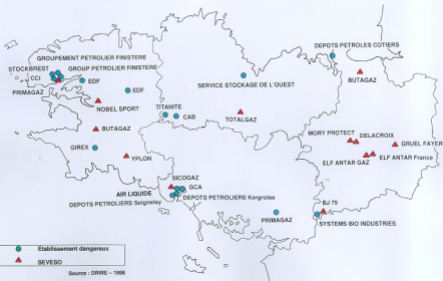 DEPOTS PETROLES COTIERS
GROUPEMENT PETROLIER FINISTERE
STOCKBREST
GROUP PETROLIER FINISTERE
CCI
EDF
PRIMAGAZ
EDF
SERVICE STOCKAGE DE L'OUEST
BUTAGAZ
NOBEL SPORT
TITANITE
CAB
TOTALGAZ
BUTAGAZ
MORY PROTECT
DELACROIX
GRUEL FAYER
GIREX
YPLON
ELF ANTAR GAZ
ELF ANTAR France
SICOGAZ
AIR LIQUIDE
GCA
DEPOTS PETROLIERS Seignelay
DEPOTS PETROLIERS Kergroise
BJ 75
PRIMAGAZ
SYSTEMS BIO INDUSTRIES
Etablissement dangereux
SEVESO
Source : DRIRE - 1998